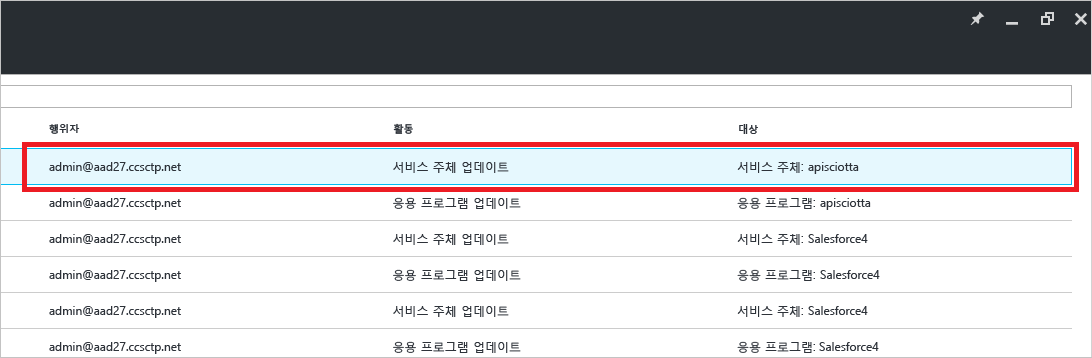 행위자 활동 대상
admin@aad27.ccsctp.net 서비스 주체 업데이트 서비스 주체: apisciotta
admin@aad27.ccsctp.net 응용 프로그램 업데이트 응용 프로그램: apisciotta
admin@aad27.ccsctp.net 서비스 주체 업데이트 서비스 주체: Salesforce4
admin@aad27.ccsctp.net 응용 프로그램 업데이트 응용 프로그램: Salesforce4
admin@aad27.ccsctp.net 서비스 주체 업데이트 서비스 주체: Salesforce4
admin@aad27.ccsctp.net 응용 프로그램 업데이트 응용 프로그램: Salesforce4